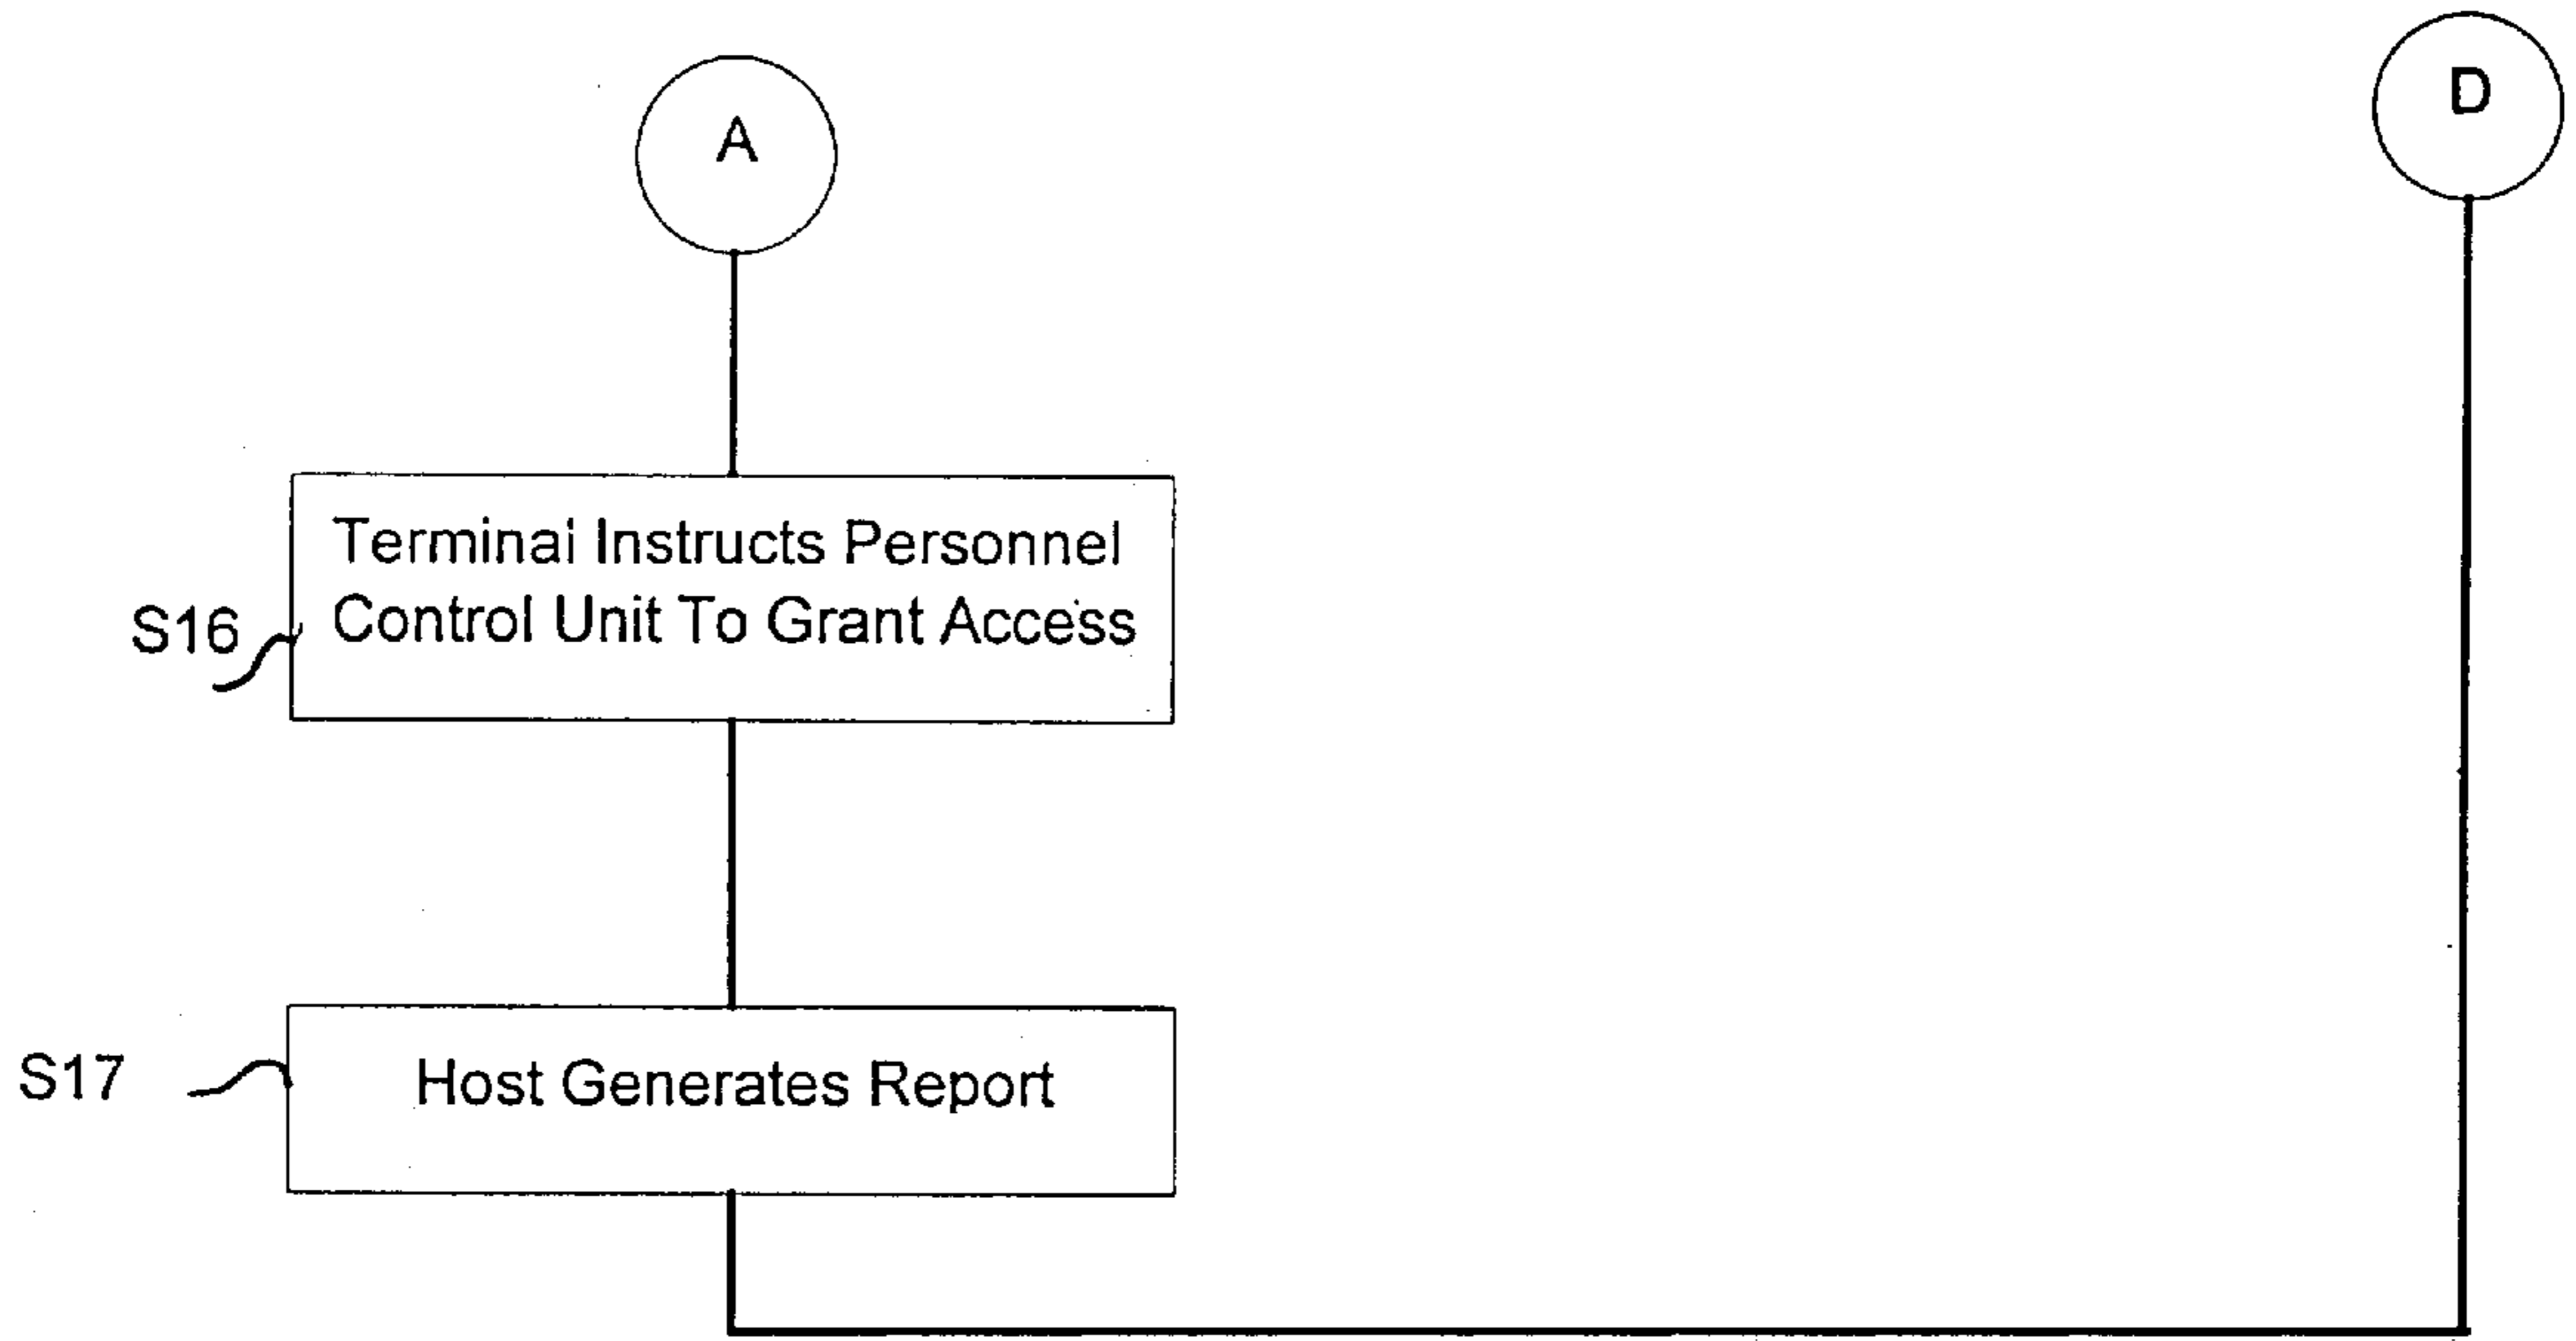 A
D
Terminal Instructs Personnel
Control Unit To Grant Access
S16
S17
Host Generates Report